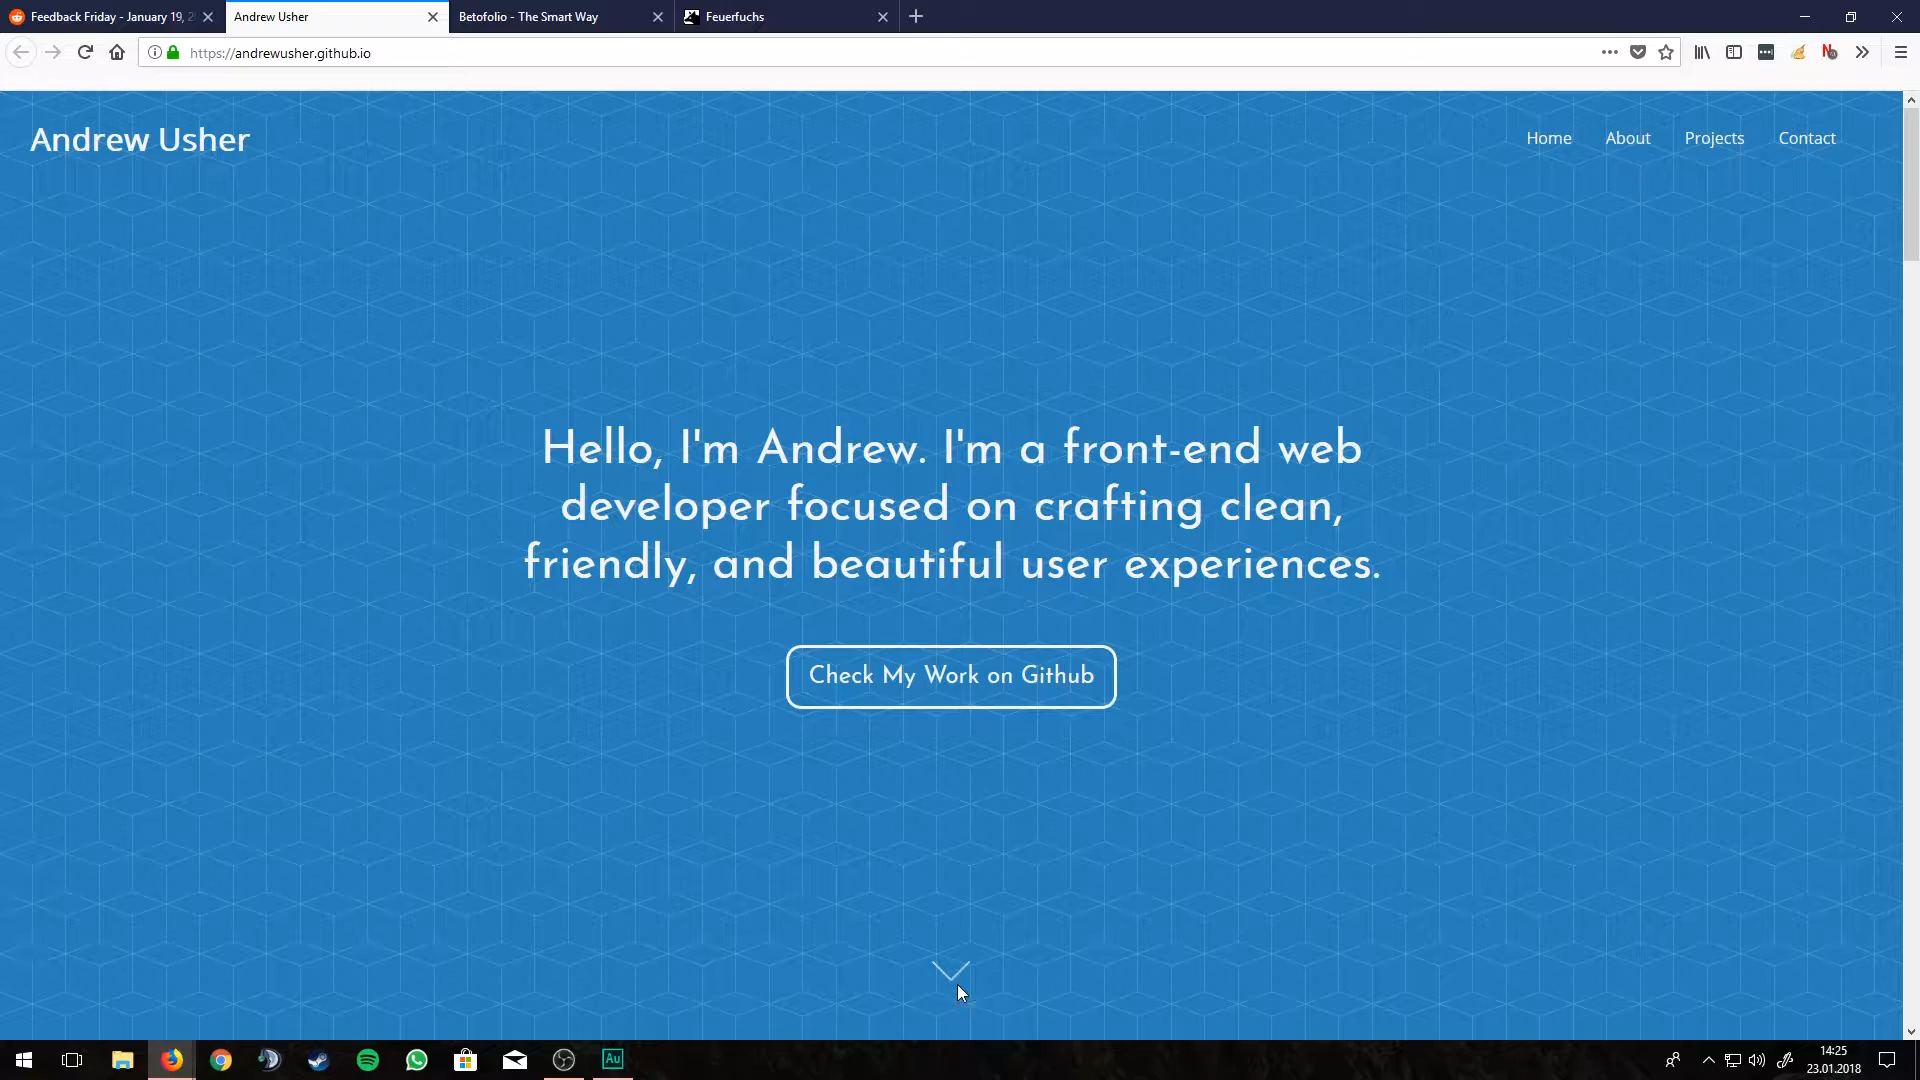 Feedback Friday - January 19, 2
Andrew Usher
Betofolio - The Smart Way
Feuerfuchs
https://andrewusher.github.io
Andrew Usher
Home
About
Projects
Contact
Hello, I'm Andrew. I'm a front-end web
developer focused on crafting clean,
friendly, and beautiful user experiences.
Check My Work on Github
Au
14:25
23.01.2018